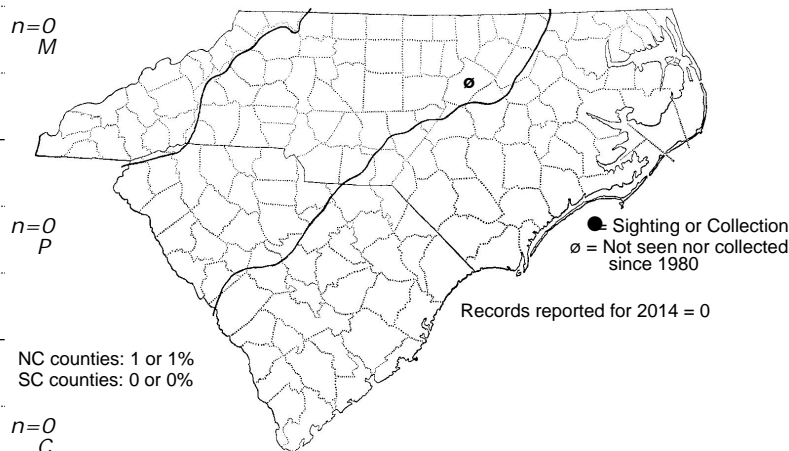 n=0
M
ø
n=0
P
= Sighting or Collection
ø = Not seen nor collected
since 1980
Records reported for 2014 = 0
NC counties: 1 or 1%
SC counties: 0 or 0%
n=0
C